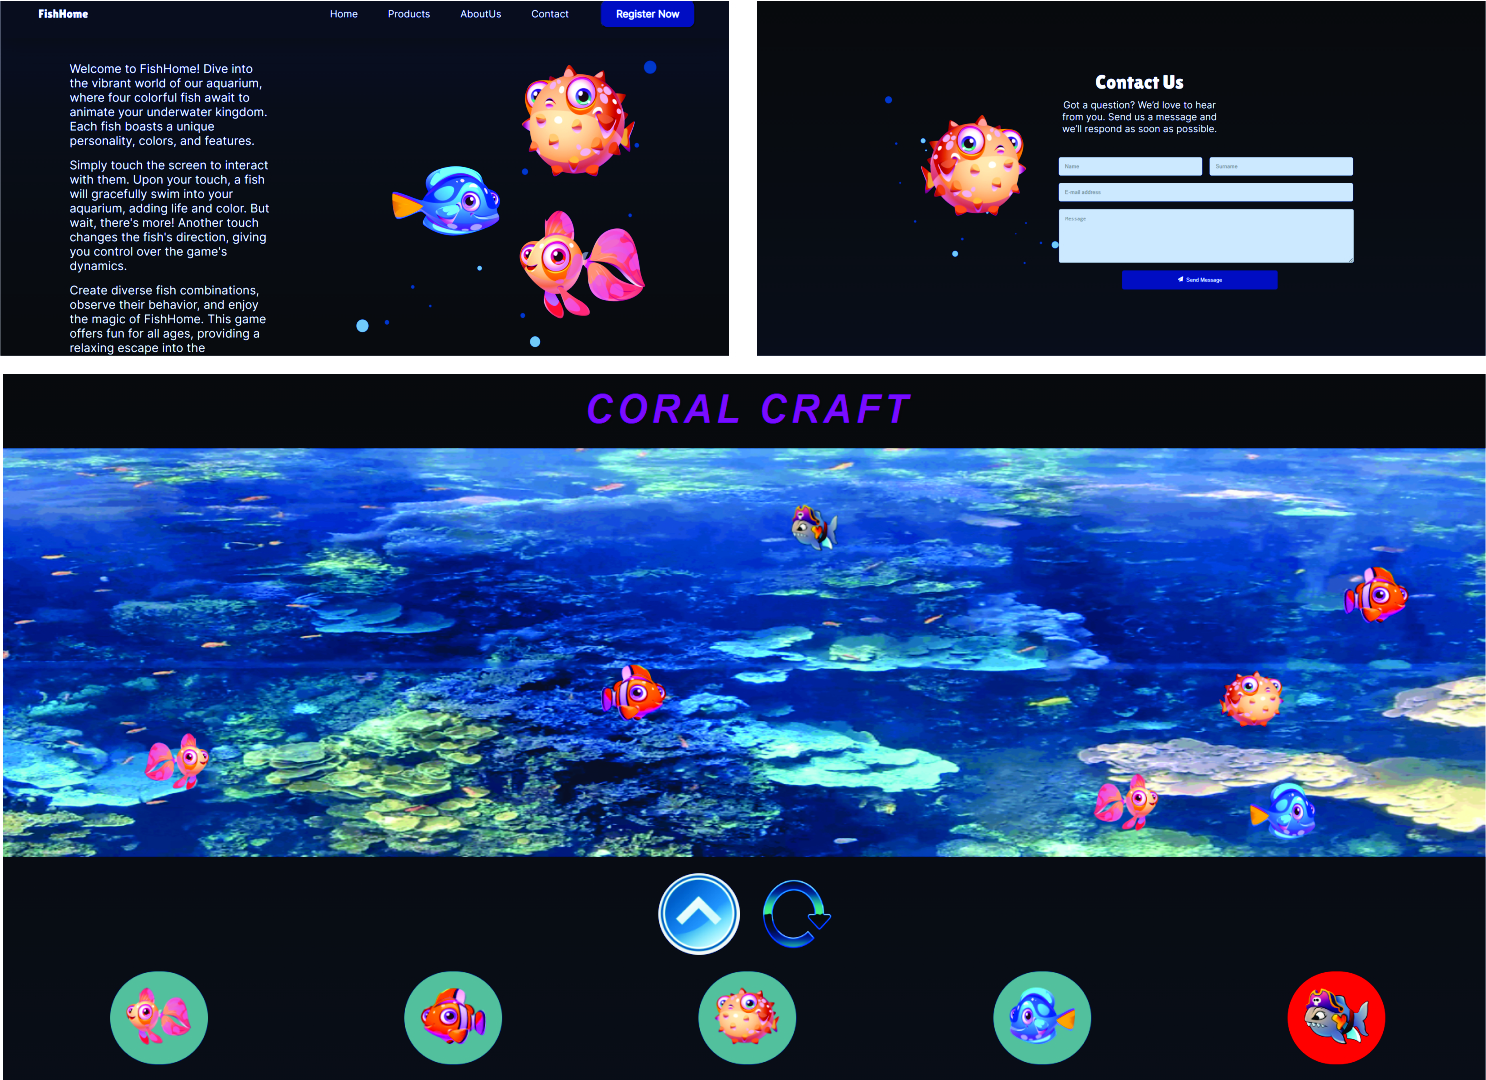 FishHome
Home Products AboutUs Contact Register Now
Welcome to FishHome! Dive into
the vibrant world of our aquarium,
where four colorful fish await to
animate your underwater kingdom.
Each fish boasts a unique
personality, colors, and features.
Simply touch the screen to interact
with them. Upon your touch, a fish
will gracefully swim into your
aquarium, adding life and color. But
wait, there's more! Another touch
changes the fish's direction, giving
you control over the game's
dynamics.
Create diverse fish combinations,
observe their behavior, and enjoy
the magic of FishHome. This game
offers fun for all ages, providing a
relaxing escape into the
Contact Us
Got a question? We'd love to hear
from you. Send us a message and
we'll respond as soon as possible.
Name Surname
E-mail address
Message
Send Message
CORAL CRAFT